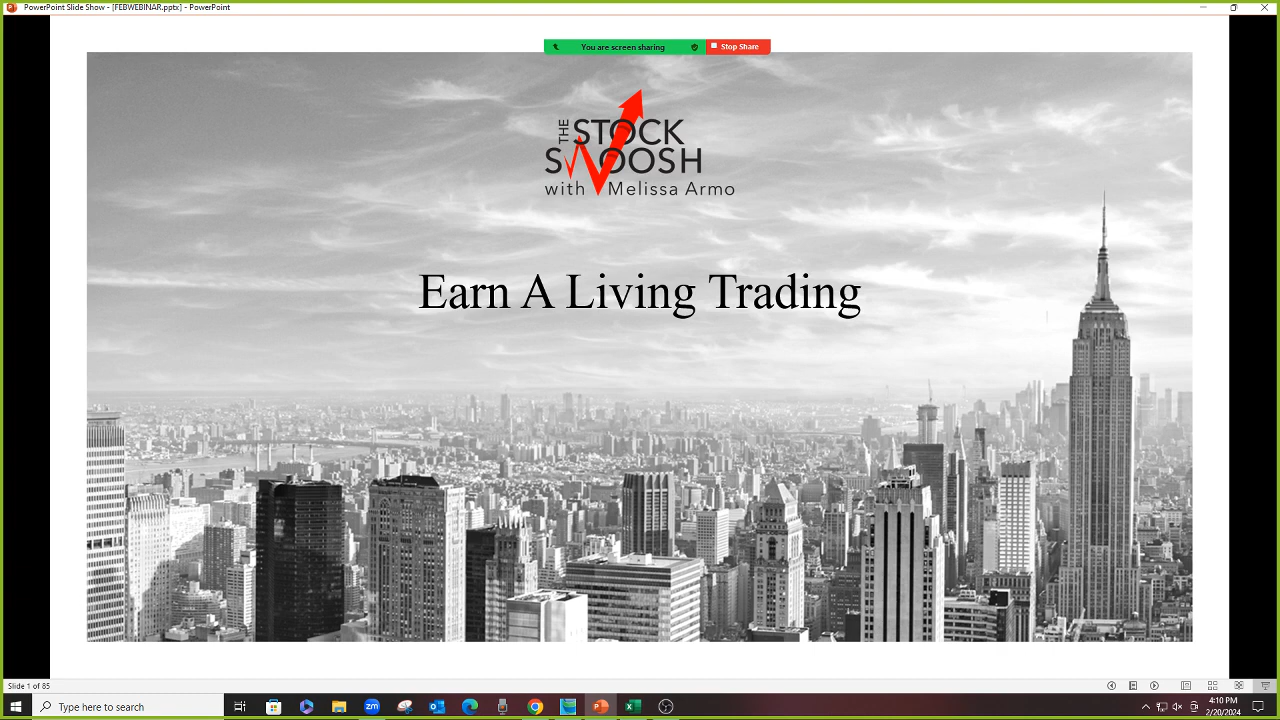 PowerPoint Slide Show - [FEBWEBINAR.pptx] - PowerPoint
You are screen sharing
Stop Share
THE STOCK
SWOOSH
with Melissa Armo
Earn A Living Trading
Slide 1 of 85
Type here to search
zm
4:10 PM
2/20/2024